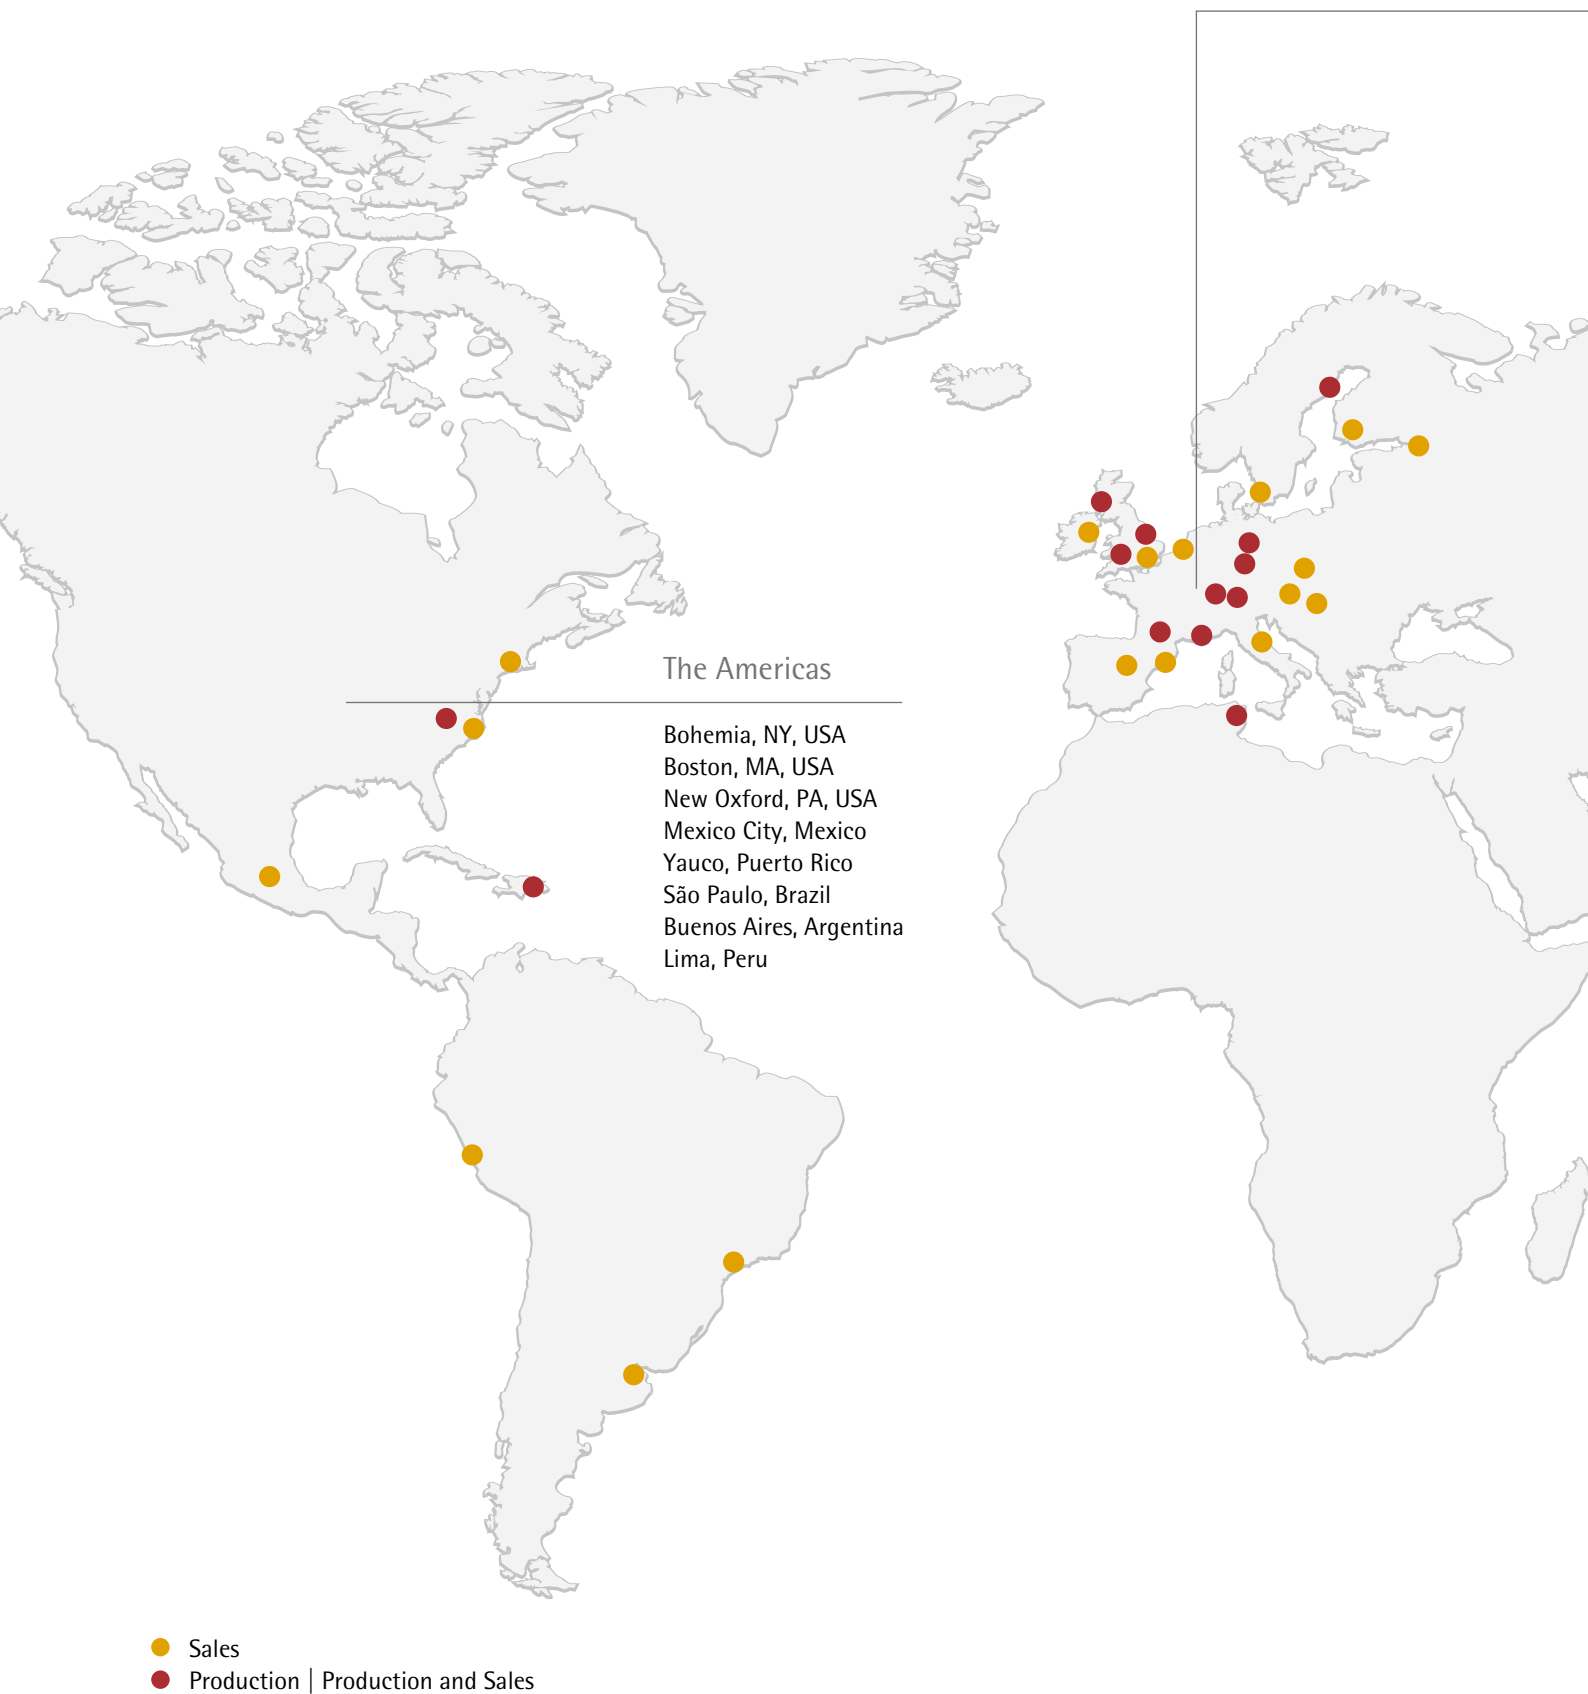 The Americas
Bohemia, NY, USA
Boston, MA, USA
New Oxford, PA, USA
Mexico City, Mexico
Yauco, Puerto Rico
São Paulo, Brazil
Buenos Aires, Argentina
Lima, Peru
Sales
Production | Production and Sales